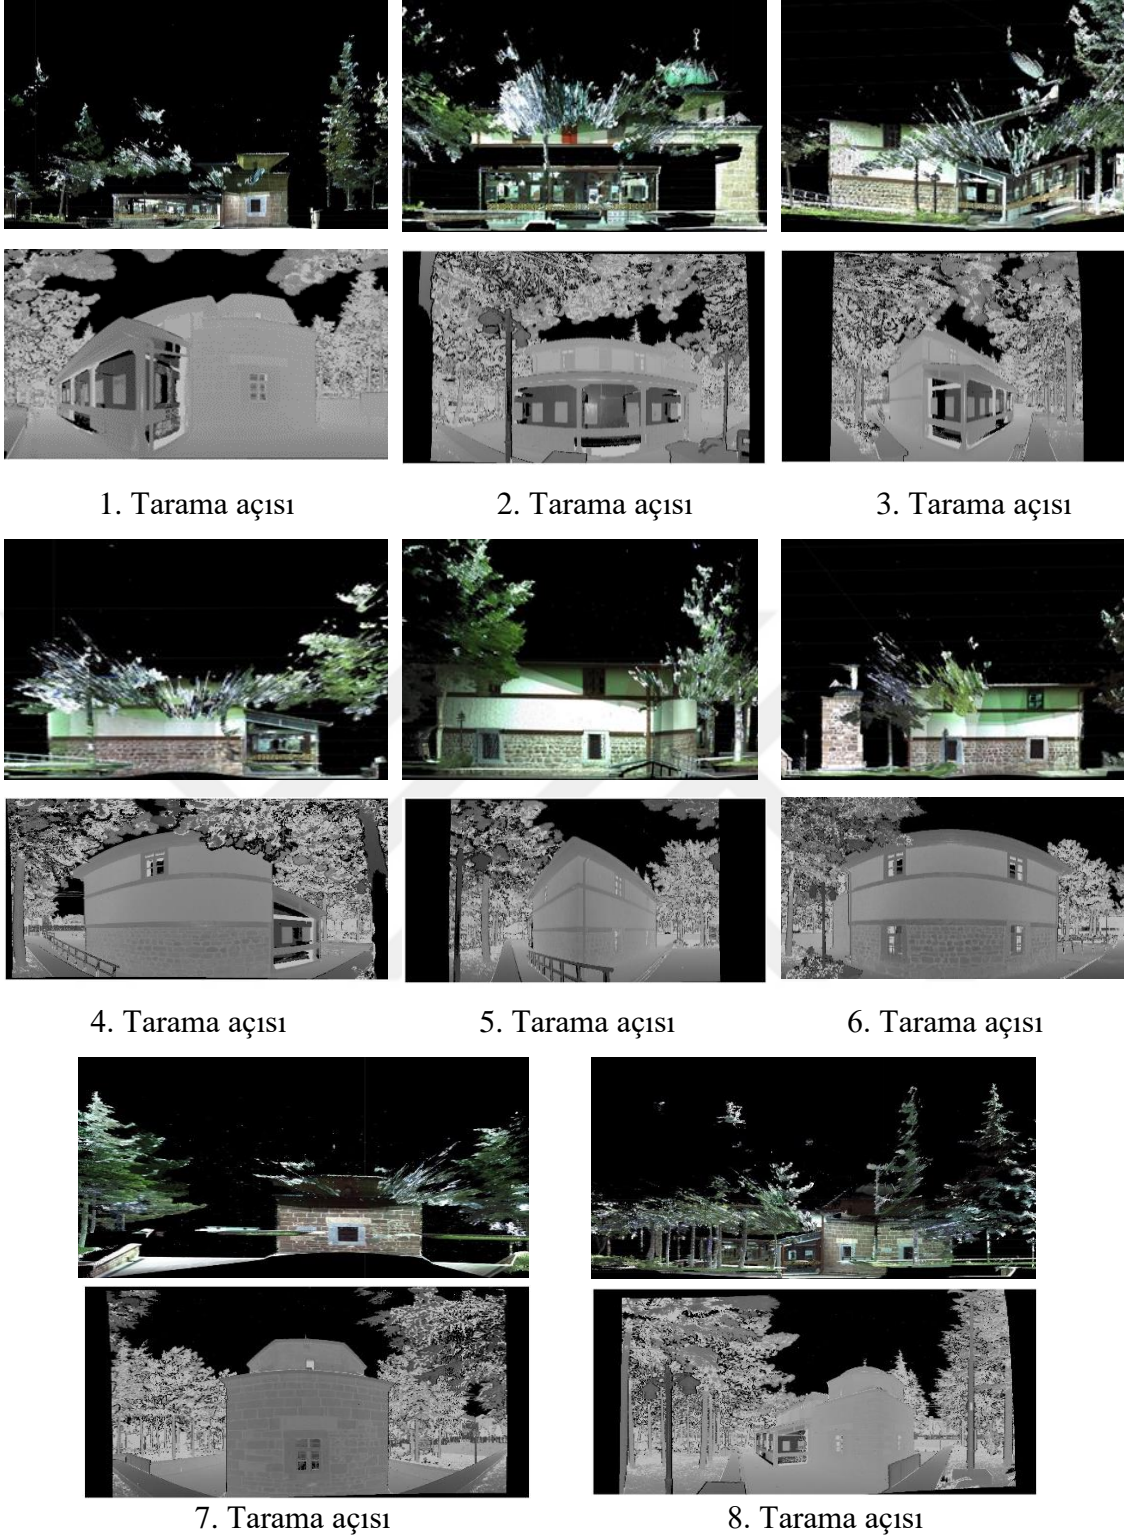 1. Tarama açısı
2. Tarama açısı
3. Tarama açısı
4. Tarama açısı
5. Tarama açısı
6. Tarama açısı
7. Tarama açısı
8. Tarama açısı